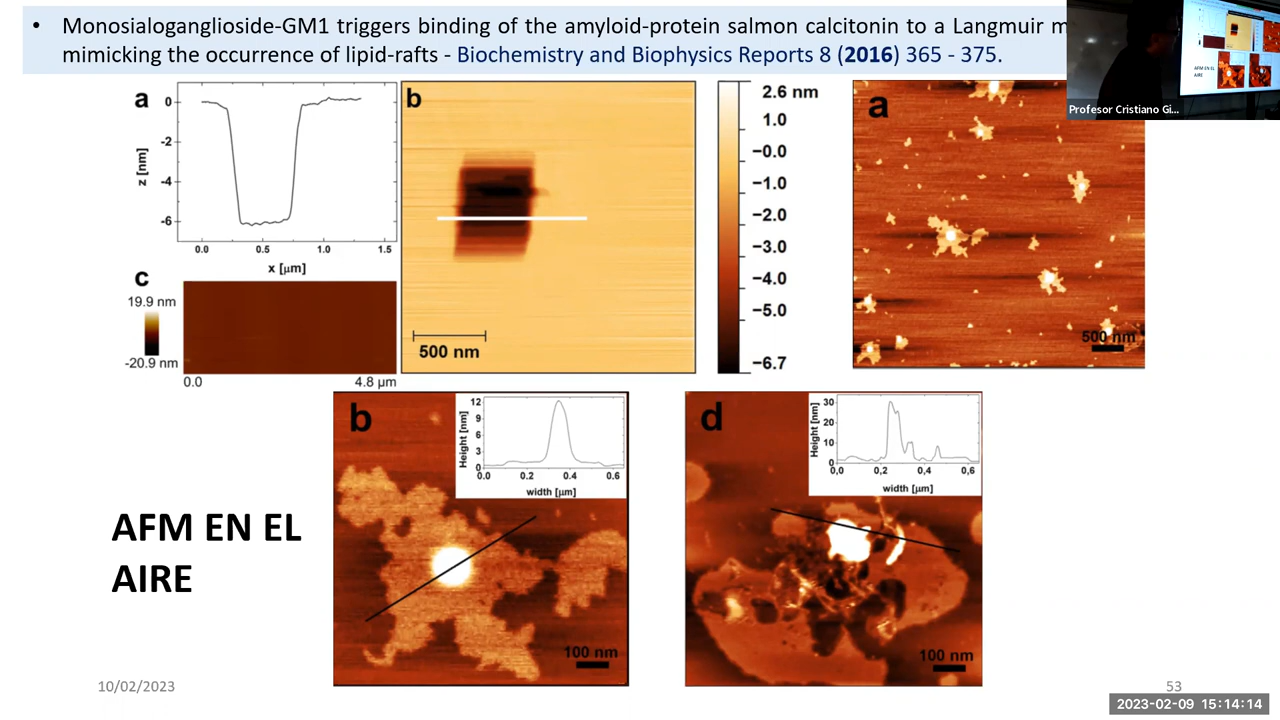 • Monosialoganglioside-GM1 triggers binding of the amyloid-protein salmon calcitonin to a Langmuir
mimicking the occurrence of lipid-rafts - Biochemistry and Biophysics Reports 8 (2016) 365 - 375.
Profesor Cristiano Gi...
AFM EN EL
AIRE
a
z [nm]
0
-2
-4
-6
0.0 0.5 1.0 1.5
x [µm]
b
500 nm
2.6 nm
1.0
−0.0
−1.0
−2.0
−3.0
−4.0
−5.0
−6.7
c
19.9 nm
-20.9 nm
0.0 4.8 µm
a
500 nm
b
Height [nm]
12
9
6
3
0
0.0 0.2 0.4 0.6
width [µm]
100 nm
d
Height [nm]
30
20
10
0
0,0 0,2 0,4 0,6
width [µm]
100 nm
AFM EN EL
AIRE
10/02/2023
53
2023-02-09 15:14:14